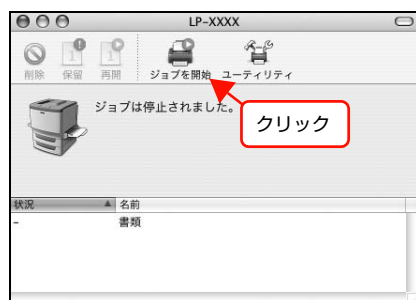 LP-XXXX
削除 保留 再開 ジョブを開始 ユーティリティ
ジョブは停止されました。
クリック
状況 名前
- 書類